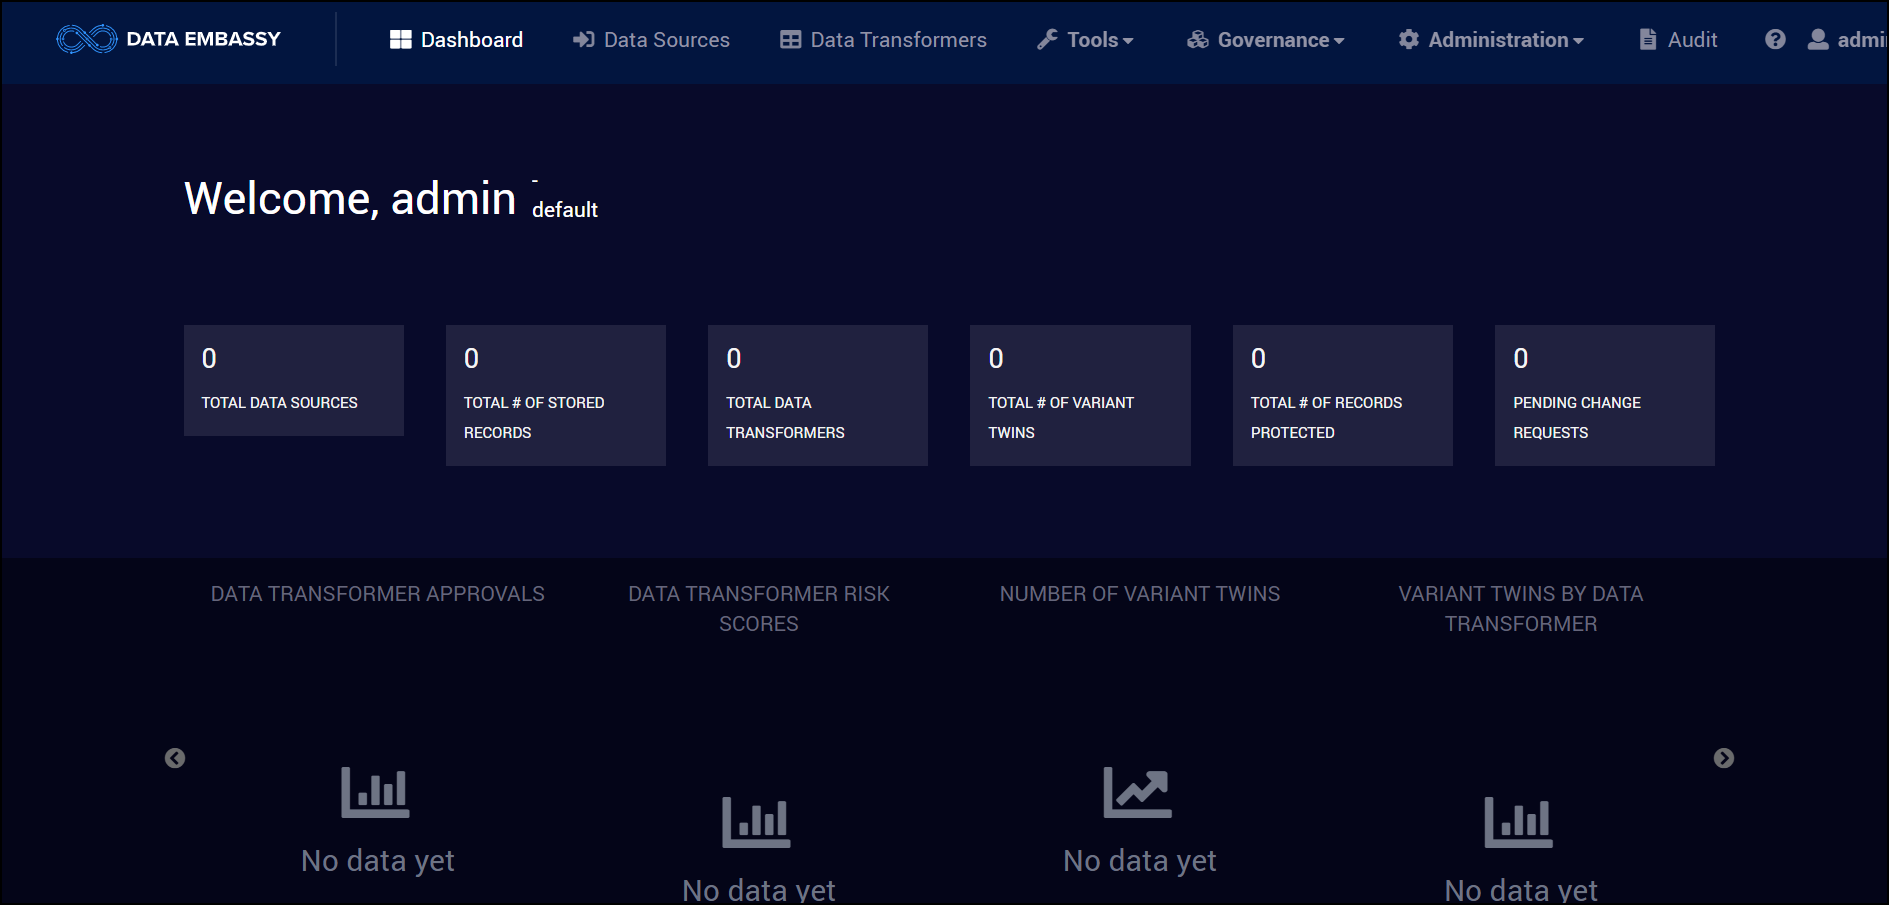 DATA EMBASSY
Dashboard
Data Sources
Data Transformers
Tools
Governance
Administration
Audit
admi
Welcome, admin
-
default
0
TOTAL DATA SOURCES
0
TOTAL # OF STORED
RECORDS
0
TOTAL DATA
TRANSFORMERS
0
TOTAL # OF VARIANT
TWINS
0
TOTAL # OF RECORDS
PROTECTED
0
PENDING CHANGE
REQUESTS
DATA TRANSFORMER APPROVALS
No data yet
DATA TRANSFORMER RISK
SCORES
No data yet
NUMBER OF VARIANT TWINS
No data yet
VARIANT TWINS BY DATA
TRANSFORMER
No data yet